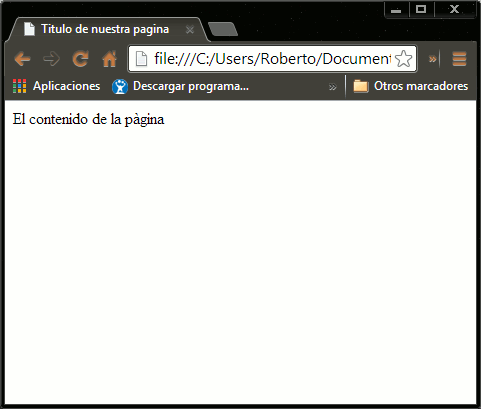 Titulo de nuestra pagina
file:///C:/Users/Roberto/Document
Aplicaciones Descargar programa... » Otros marcadores
El contenido de la pàgina